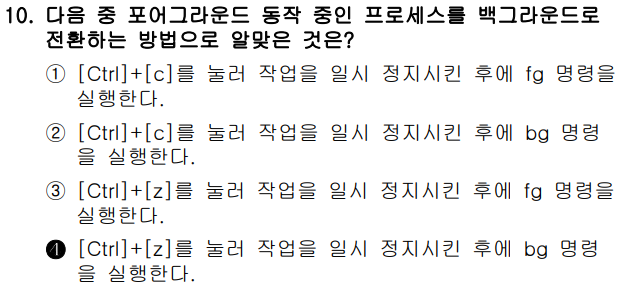 10. 다음 중 포어그라운드 동작 중인 프로세스를 백그라운드로
전환하는 방법으로 알맞은 것은?
① [Ctrl]+[c]를 눌러 작업을 일시 정지시킨 후에 fg 명령을
실행한다.
② [Ctrl]+[c]를 눌러 작업을 일시 정지시킨 후에 bg 명령
을 실행한다.
③ [Ctrl]+[z]를 눌러 작업을 일시 정지시킨 후에 fg 명령을
실행한다.
❹ [Ctrl]+[z]를 눌러 작업을 일시 정지시킨 후에 bg 명령
을 실행한다.